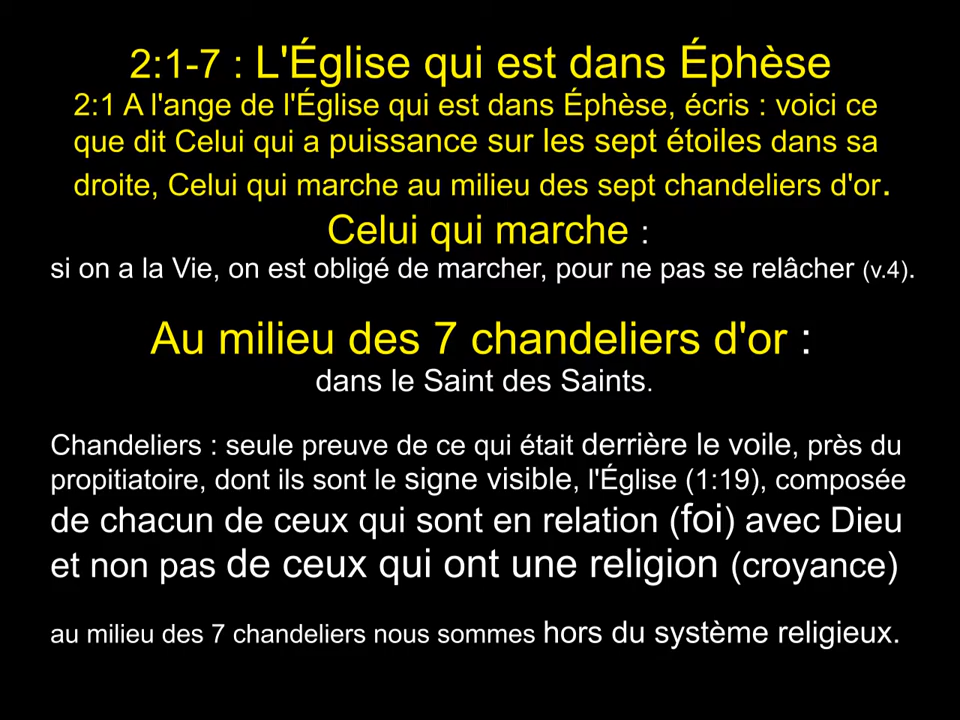 2:1-7 : L'Église qui est dans Éphèse
2:1 A l'ange de l'Église qui est dans Éphèse, écris : voici ce
que dit Celui qui a puissance sur les sept étoiles dans sa
droite, Celui qui marche au milieu des sept chandeliers d'or.
Celui qui marche :
si on a la Vie, on est obligé de marcher, pour ne pas se relâcher (v.4).
Au milieu des 7 chandeliers d'or :
dans le Saint des Saints.
Chandeliers : seule preuve de ce qui était derrière le voile, près du
propitiatoire, dont ils sont le signe visible, l'Église (1:19), composée
de chacun de ceux qui sont en relation (foi) avec Dieu
et non pas de ceux qui ont une religion (croyance)
au milieu des 7 chandeliers nous sommes hors du système religieux.